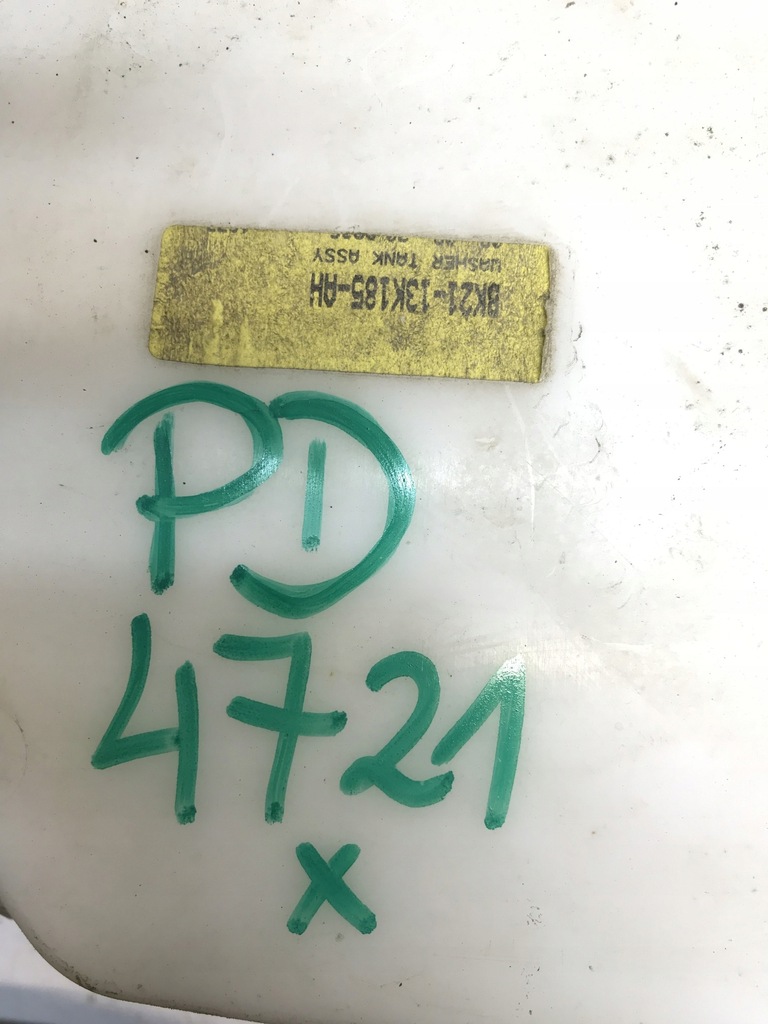 BK21-13K185-AH
WASHER TANK ASSY
PD
4721
x